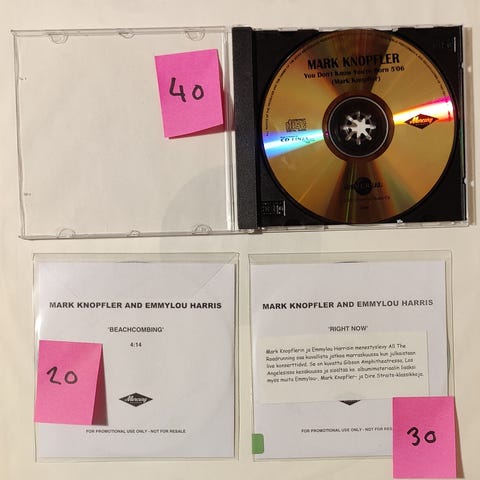 40
MARK KNOPFLER
You Don't Know You're Born 5'06
(Mark Knopfler)
Mercury
MARK KNOPFLER AND EMMYLOU HARRIS
'BEACHCOMBING'
4:14
20
Mercury
FOR PROMOTIONAL USE ONLY - NOT FOR RESALE
MARK KNOPFLER AND EMMYLOU HARRIS
'RIGHT NOW'
Mark Knopflerin ja Emmylou Harrisin menestyslevy All The
Roadrunning saa kuvallista jatkoa marraskuussa kun julkaistaan
live konserttidvd. Se on kuvattu Gibson Amphitheatressa, Los
Angelesissa kesäkuussa ja sisältää ko. albumimateriaalin lisäksi
myös muita Emmylou-, Mark Knopfler- ja Dire Straits-klassikkoja.
FOR PROMOTIONAL USE ONLY - NOT FOR
30